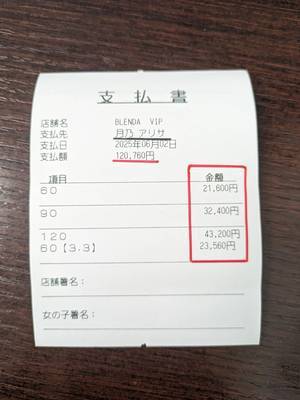 支払書
店舗名 BLENDA VIP
支払先 月乃 アリサ
支払日 2025年06月02日
支払額 120,760円
項目 金額
60 21,600円
90 32,400円
120 43,200円
60【3.3】 23,560円
店舗署名:
女の子署名: